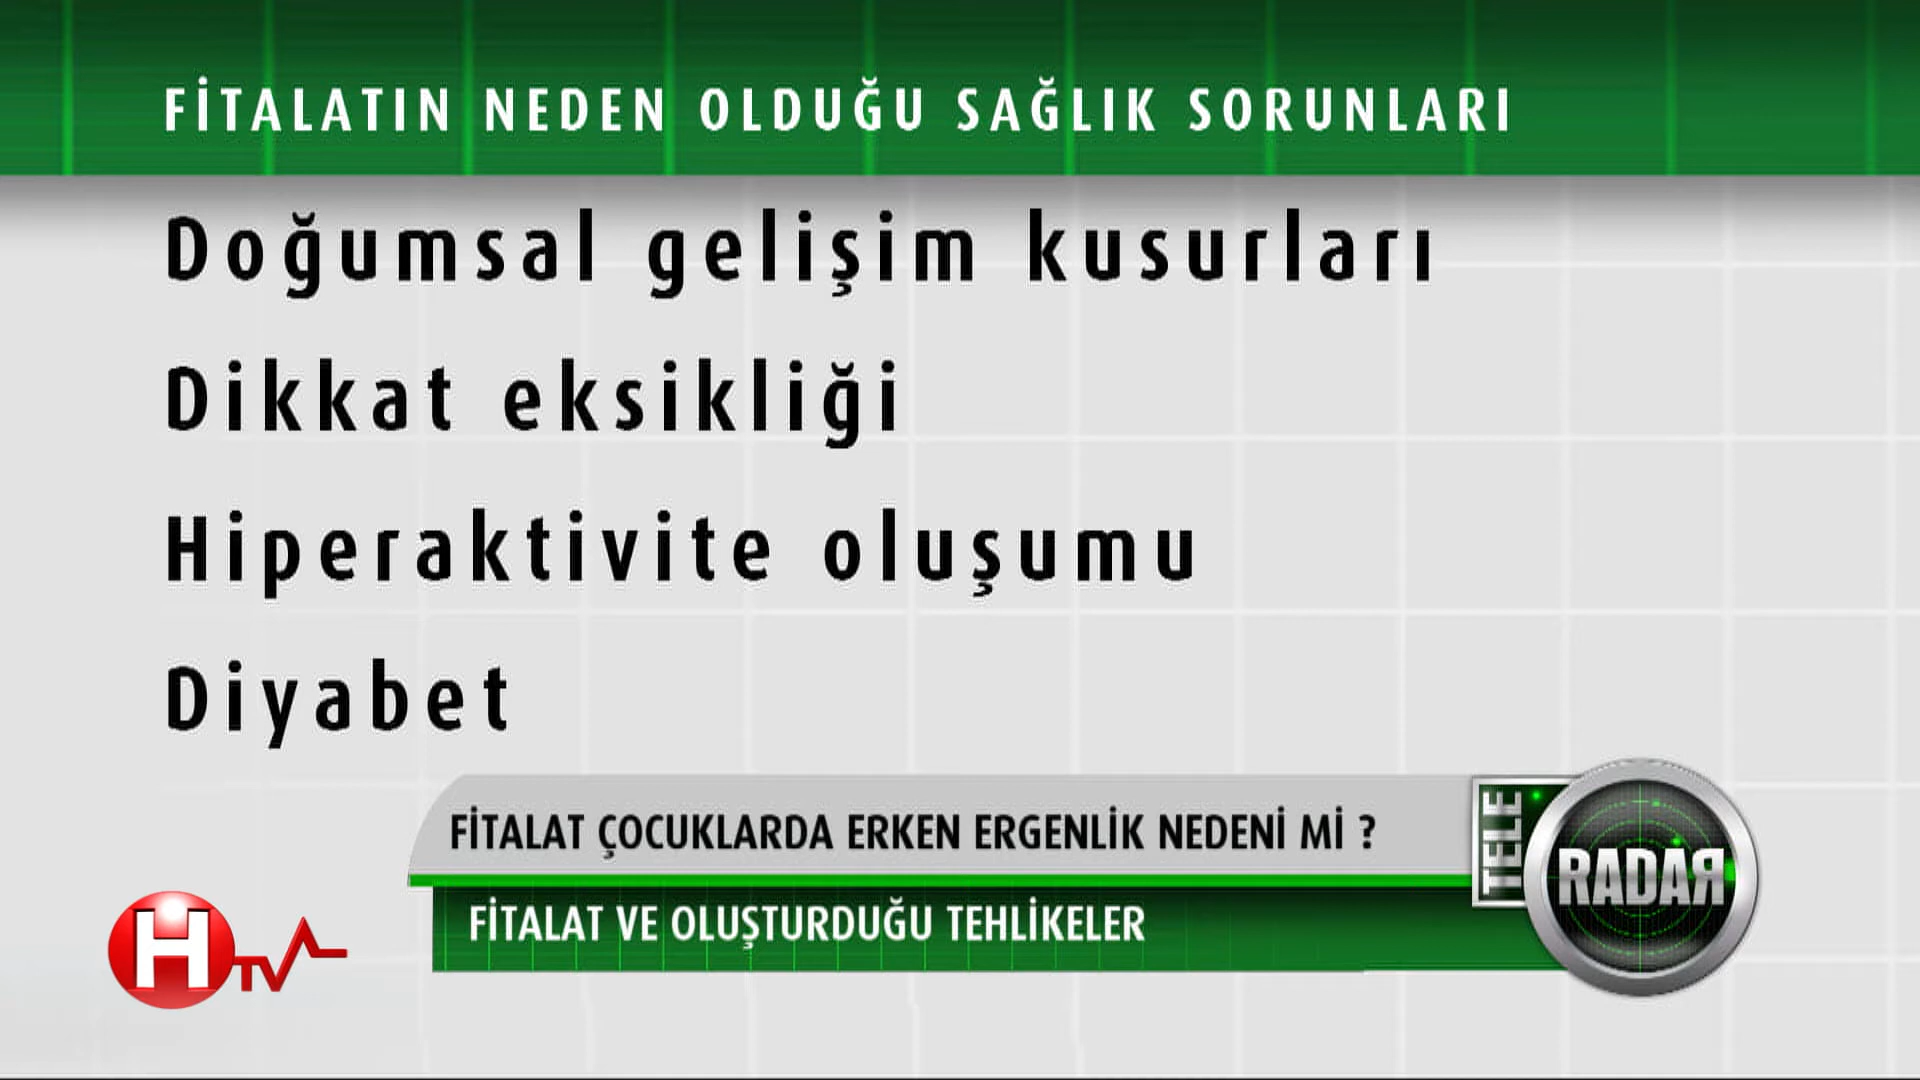 FİTALATIN NEDEN OLDUĞU SAĞLIK SORUNLARI
Doğumsal gelişim kusurları
Dikkat eksikliği
Hiperaktivite oluşumu
Diyabet
FİTALAT ÇOCUKLARDA ERKEN ERGENLİK NEDENİ Mİ ?
TELE
RADAR
FİTALAT VE OLUŞTURDUĞU TEHLİKELER
HTV